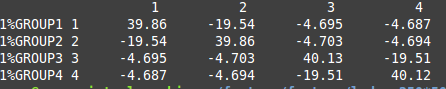 1 2 3 4
1%GROUP1 1 39.86 -19.54 -4.695 -4.687
1%GROUP2 2 -19.54 39.86 -4.703 -4.694
1%GROUP3 3 -4.695 -4.703 40.13 -19.51
1%GROUP4 4 -4.687 -4.694 -19.51 40.12